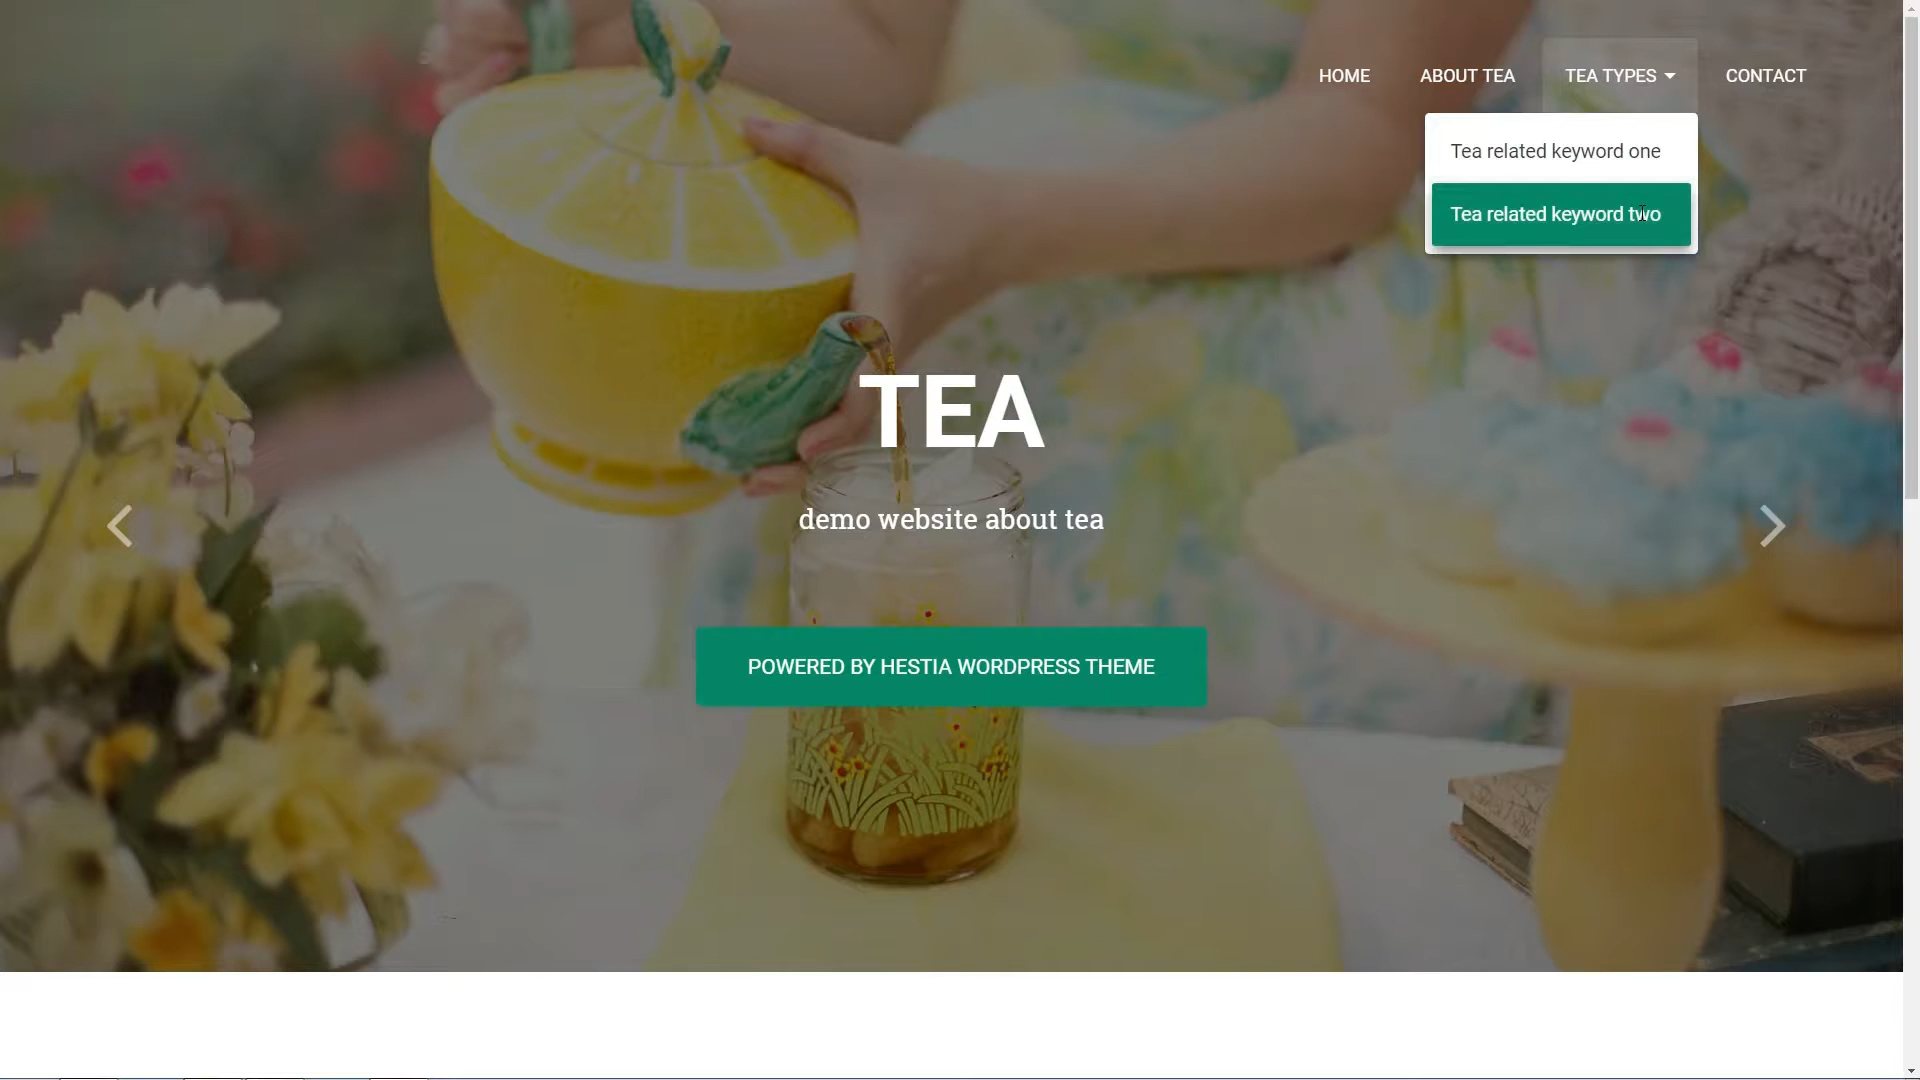 HOME ABOUT TEA TEA TYPES CONTACT
Tea related keyword one
Tea related keyword two
TEA
demo website about tea
POWERED BY HESTIA WORDPRESS THEME